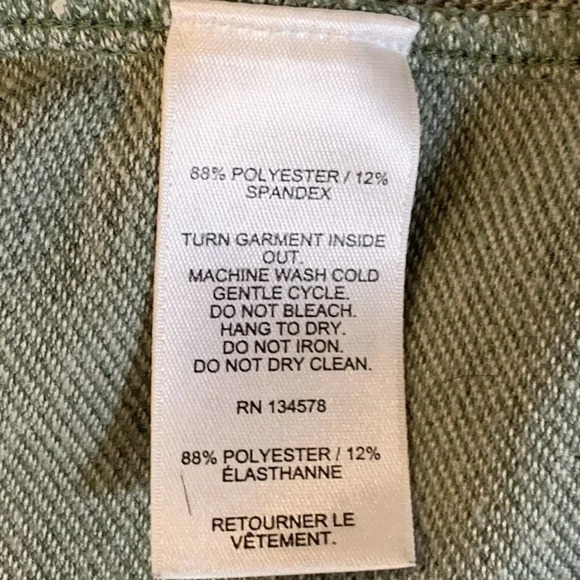 88% POLYESTER / 12%
SPANDEX
TURN GARMENT INSIDE
OUT.
MACHINE WASH COLD
GENTLE CYCLE.
DO NOT BLEACH.
HANG TO DRY.
DO NOT IRON.
DO NOT DRY CLEAN.
RN 134578
88% POLYESTER / 12%
ÉLASTHANNE
RETOURNER LE
VÊTEMENT.